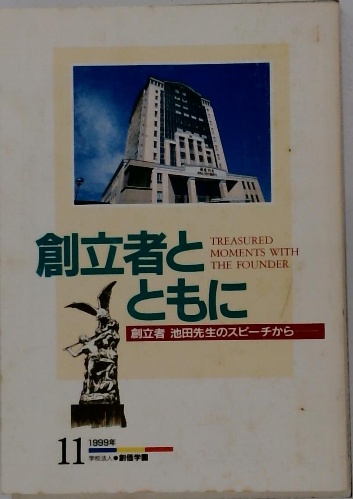 創立者と
ともに
TREASURED
MOMENTS WITH
THE FOUNDER
創立者 池田先生のスピーチから
11
1999年
学校法人●創価学園